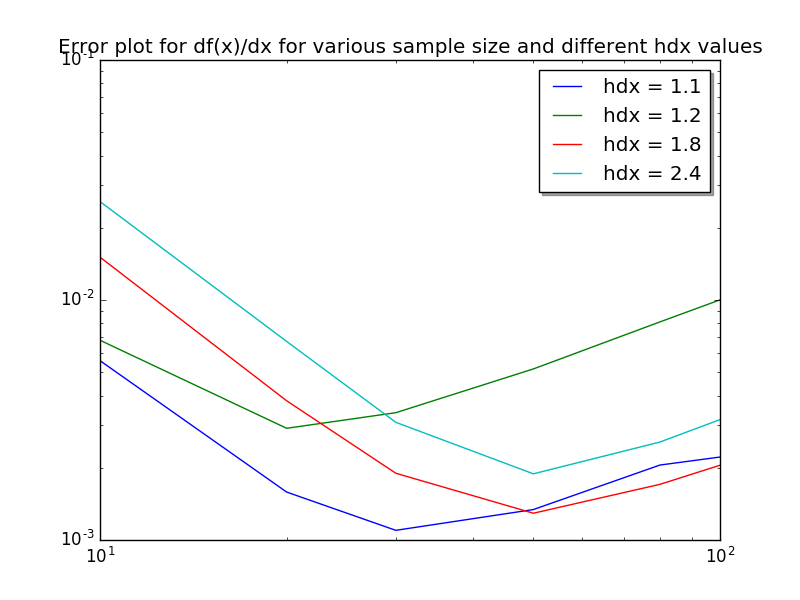 Error plot for df(x)/dx for various sample size and different hdx values
10^-1
hdx = 1.1
hdx = 1.2
hdx = 1.8
hdx = 2.4
10^-2
10^-3
10^1
10^2